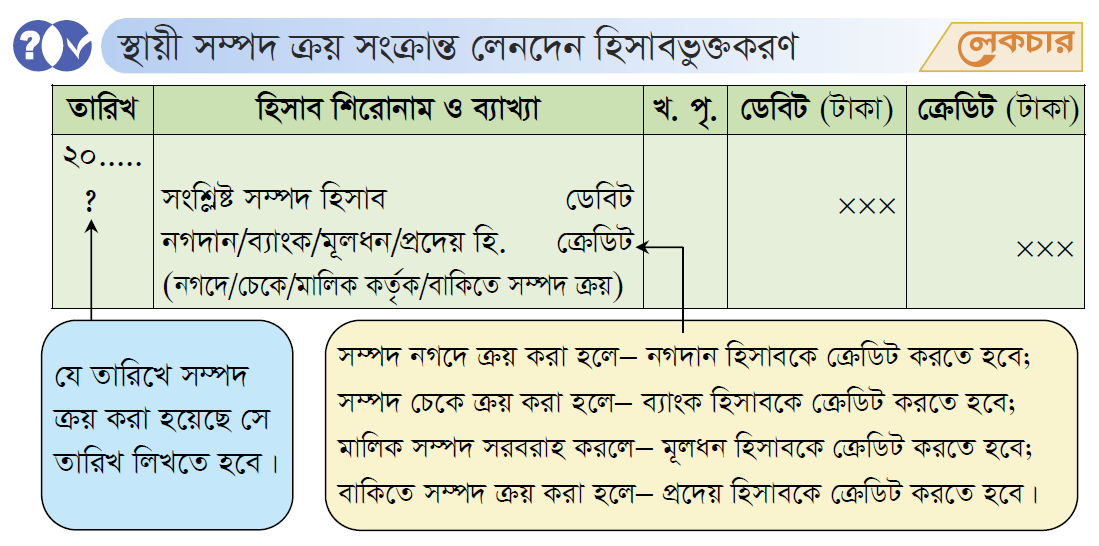 ? স্থায়ী সম্পদ ক্রয় সংক্রান্ত লেনদেন হিসাবভুক্তকরণ লেকচার
তারিখ হিসাব শিরোনাম ও ব্যাখ্যা খ. পৃ. ডেবিট (টাকা) ক্রেডিট (টাকা)
২০.....
? সংশ্লিষ্ট সম্পদ হিসাব ডেবিট ×××
নগদান/ব্যাংক/মূলধন/প্রদেয় হি. ক্রেডিট ×××
(নগদে/চেকে/মালিক কর্তৃক/বাকিতে সম্পদ ক্রয়)
যে তারিখে সম্পদ
ক্রয় করা হয়েছে সে
তারিখ লিখতে হবে।
সম্পদ নগদে ক্রয় করা হলে– নগদান হিসাবকে ক্রেডিট করতে হবে;
সম্পদ চেকে ক্রয় করা হলে– ব্যাংক হিসাবকে ক্রেডিট করতে হবে;
মালিক সম্পদ সরবরাহ করলে– মূলধন হিসাবকে ক্রেডিট করতে হবে;
বাকিতে সম্পদ ক্রয় করা হলে– প্রদেয় হিসাবকে ক্রেডিট করতে হবে।